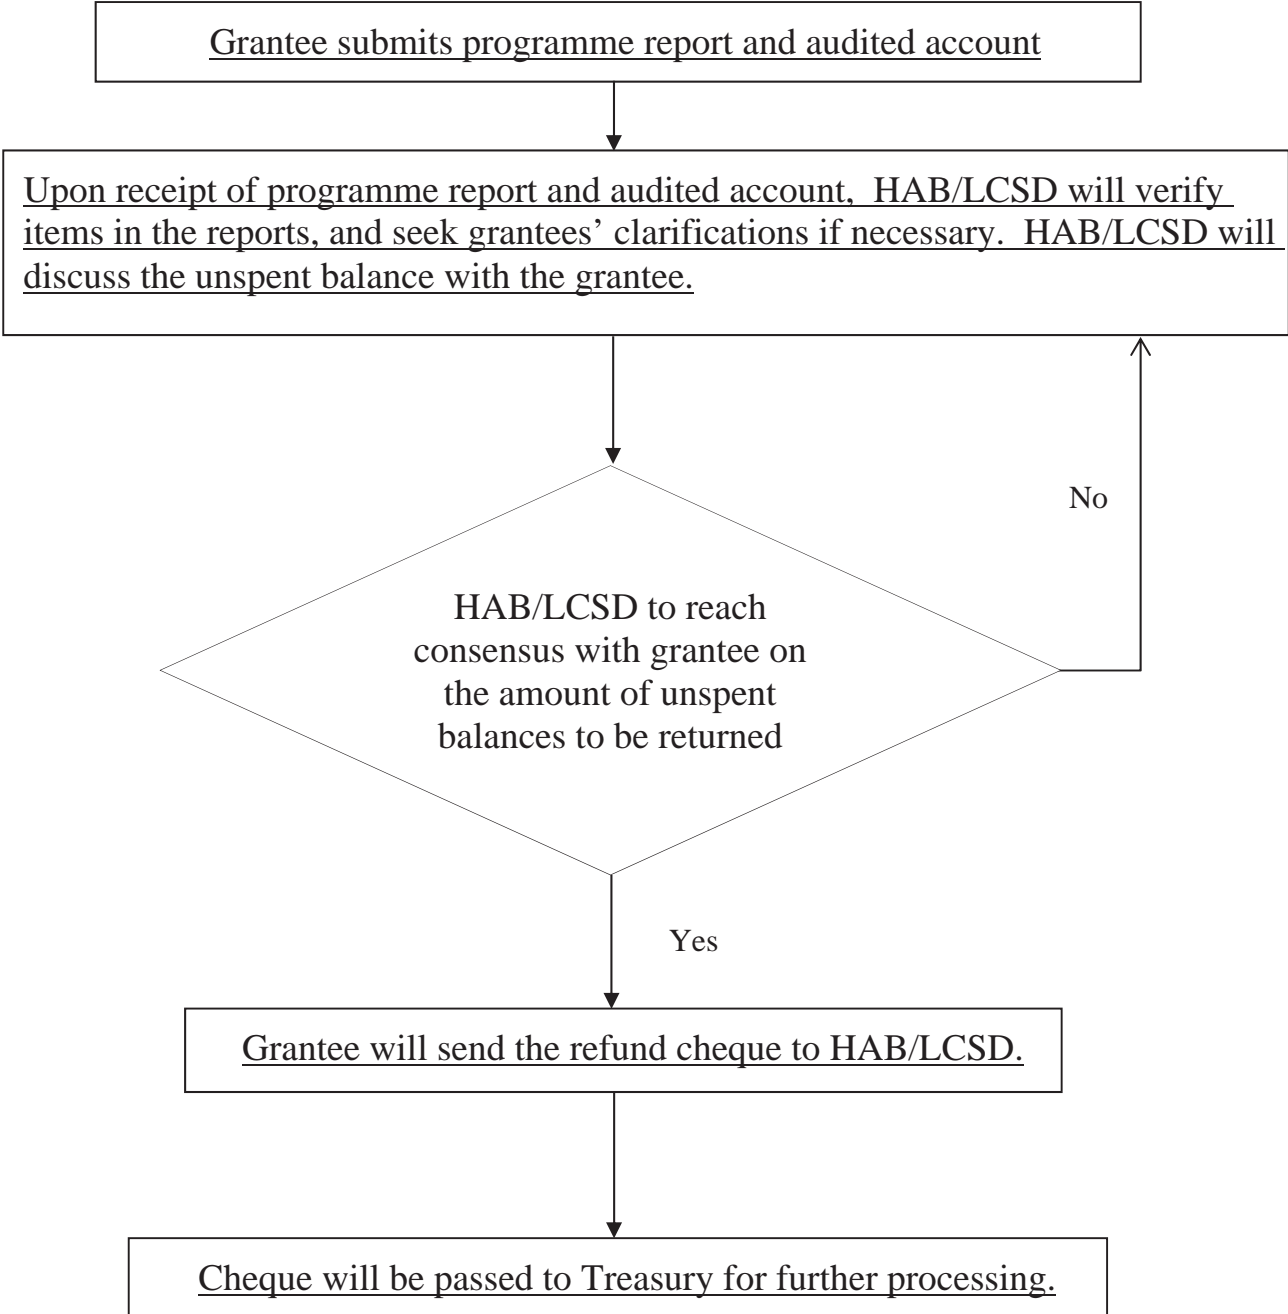 Grantee submits programme report and audited account
Upon receipt of programme report and audited account,  HAB/LCSD will verify
items in the reports, and seek grantees’ clarifications if necessary.  HAB/LCSD will
discuss the unspent balance with the grantee.
No
HAB/LCSD to reach
consensus with grantee on
the amount of unspent
balances to be returned
Yes
Grantee will send the refund cheque to HAB/LCSD.
Cheque will be passed to Treasury for further processing.